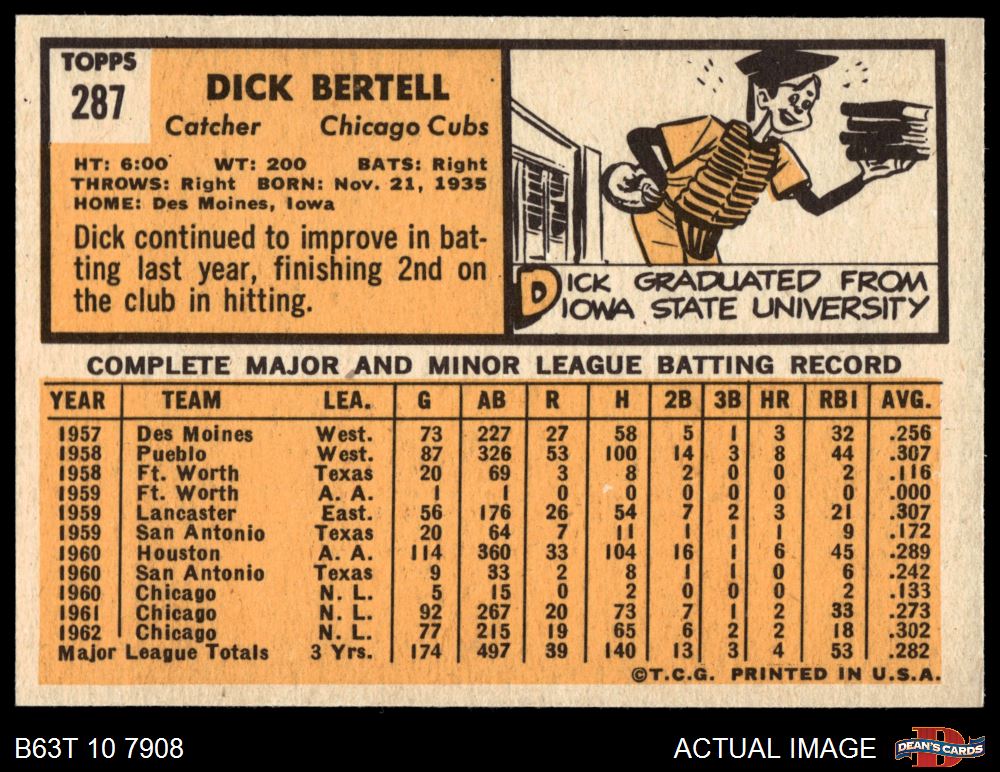 TOPPS
287
DICK BERTELL
Catcher Chicago Cubs
HT: 6:00 WT: 200 BATS: Right
THROWS: Right BORN: Nov. 21, 1935
HOME: Des Moines, Iowa
Dick continued to improve in bat-
ting last year, finishing 2nd on
the club in hitting.
DICK GRADUATED FROM
IOWA STATE UNIVERSITY
COMPLETE MAJOR AND MINOR LEAGUE BATTING RECORD
YEAR TEAM LEA. G AB R H 2B 3B HR RBI AVG.
1957 Des Moines West. 73 227 27 58 5 1 3 32 .256
1958 Pueblo West. 87 326 53 100 14 3 8 44 .307
1958 Ft. Worth Texas 20 69 3 8 2 0 0 2 .116
1959 Ft. Worth A. A. 1 1 0 0 0 0 0 0 .000
1959 Lancaster East. 56 176 26 54 7 2 3 21 .307
1959 San Antonio Texas 20 64 7 11 1 1 1 9 .172
1960 Houston A. A. 114 360 33 104 16 1 6 45 .289
1960 San Antonio Texas 9 33 2 8 1 1 0 6 .242
1960 Chicago N. L. 5 15 0 2 0 0 0 2 .133
1961 Chicago N. L. 92 267 20 73 7 1 2 33 .273
1962 Chicago N. L. 77 215 19 65 6 2 2 18 .302
Major League Totals 3 Yrs. 174 497 39 140 13 3 4 53 .282
©T.C.G. PRINTED IN U.S.A.
B63T 10 7908 ACTUAL IMAGE DEAN'S CARDS